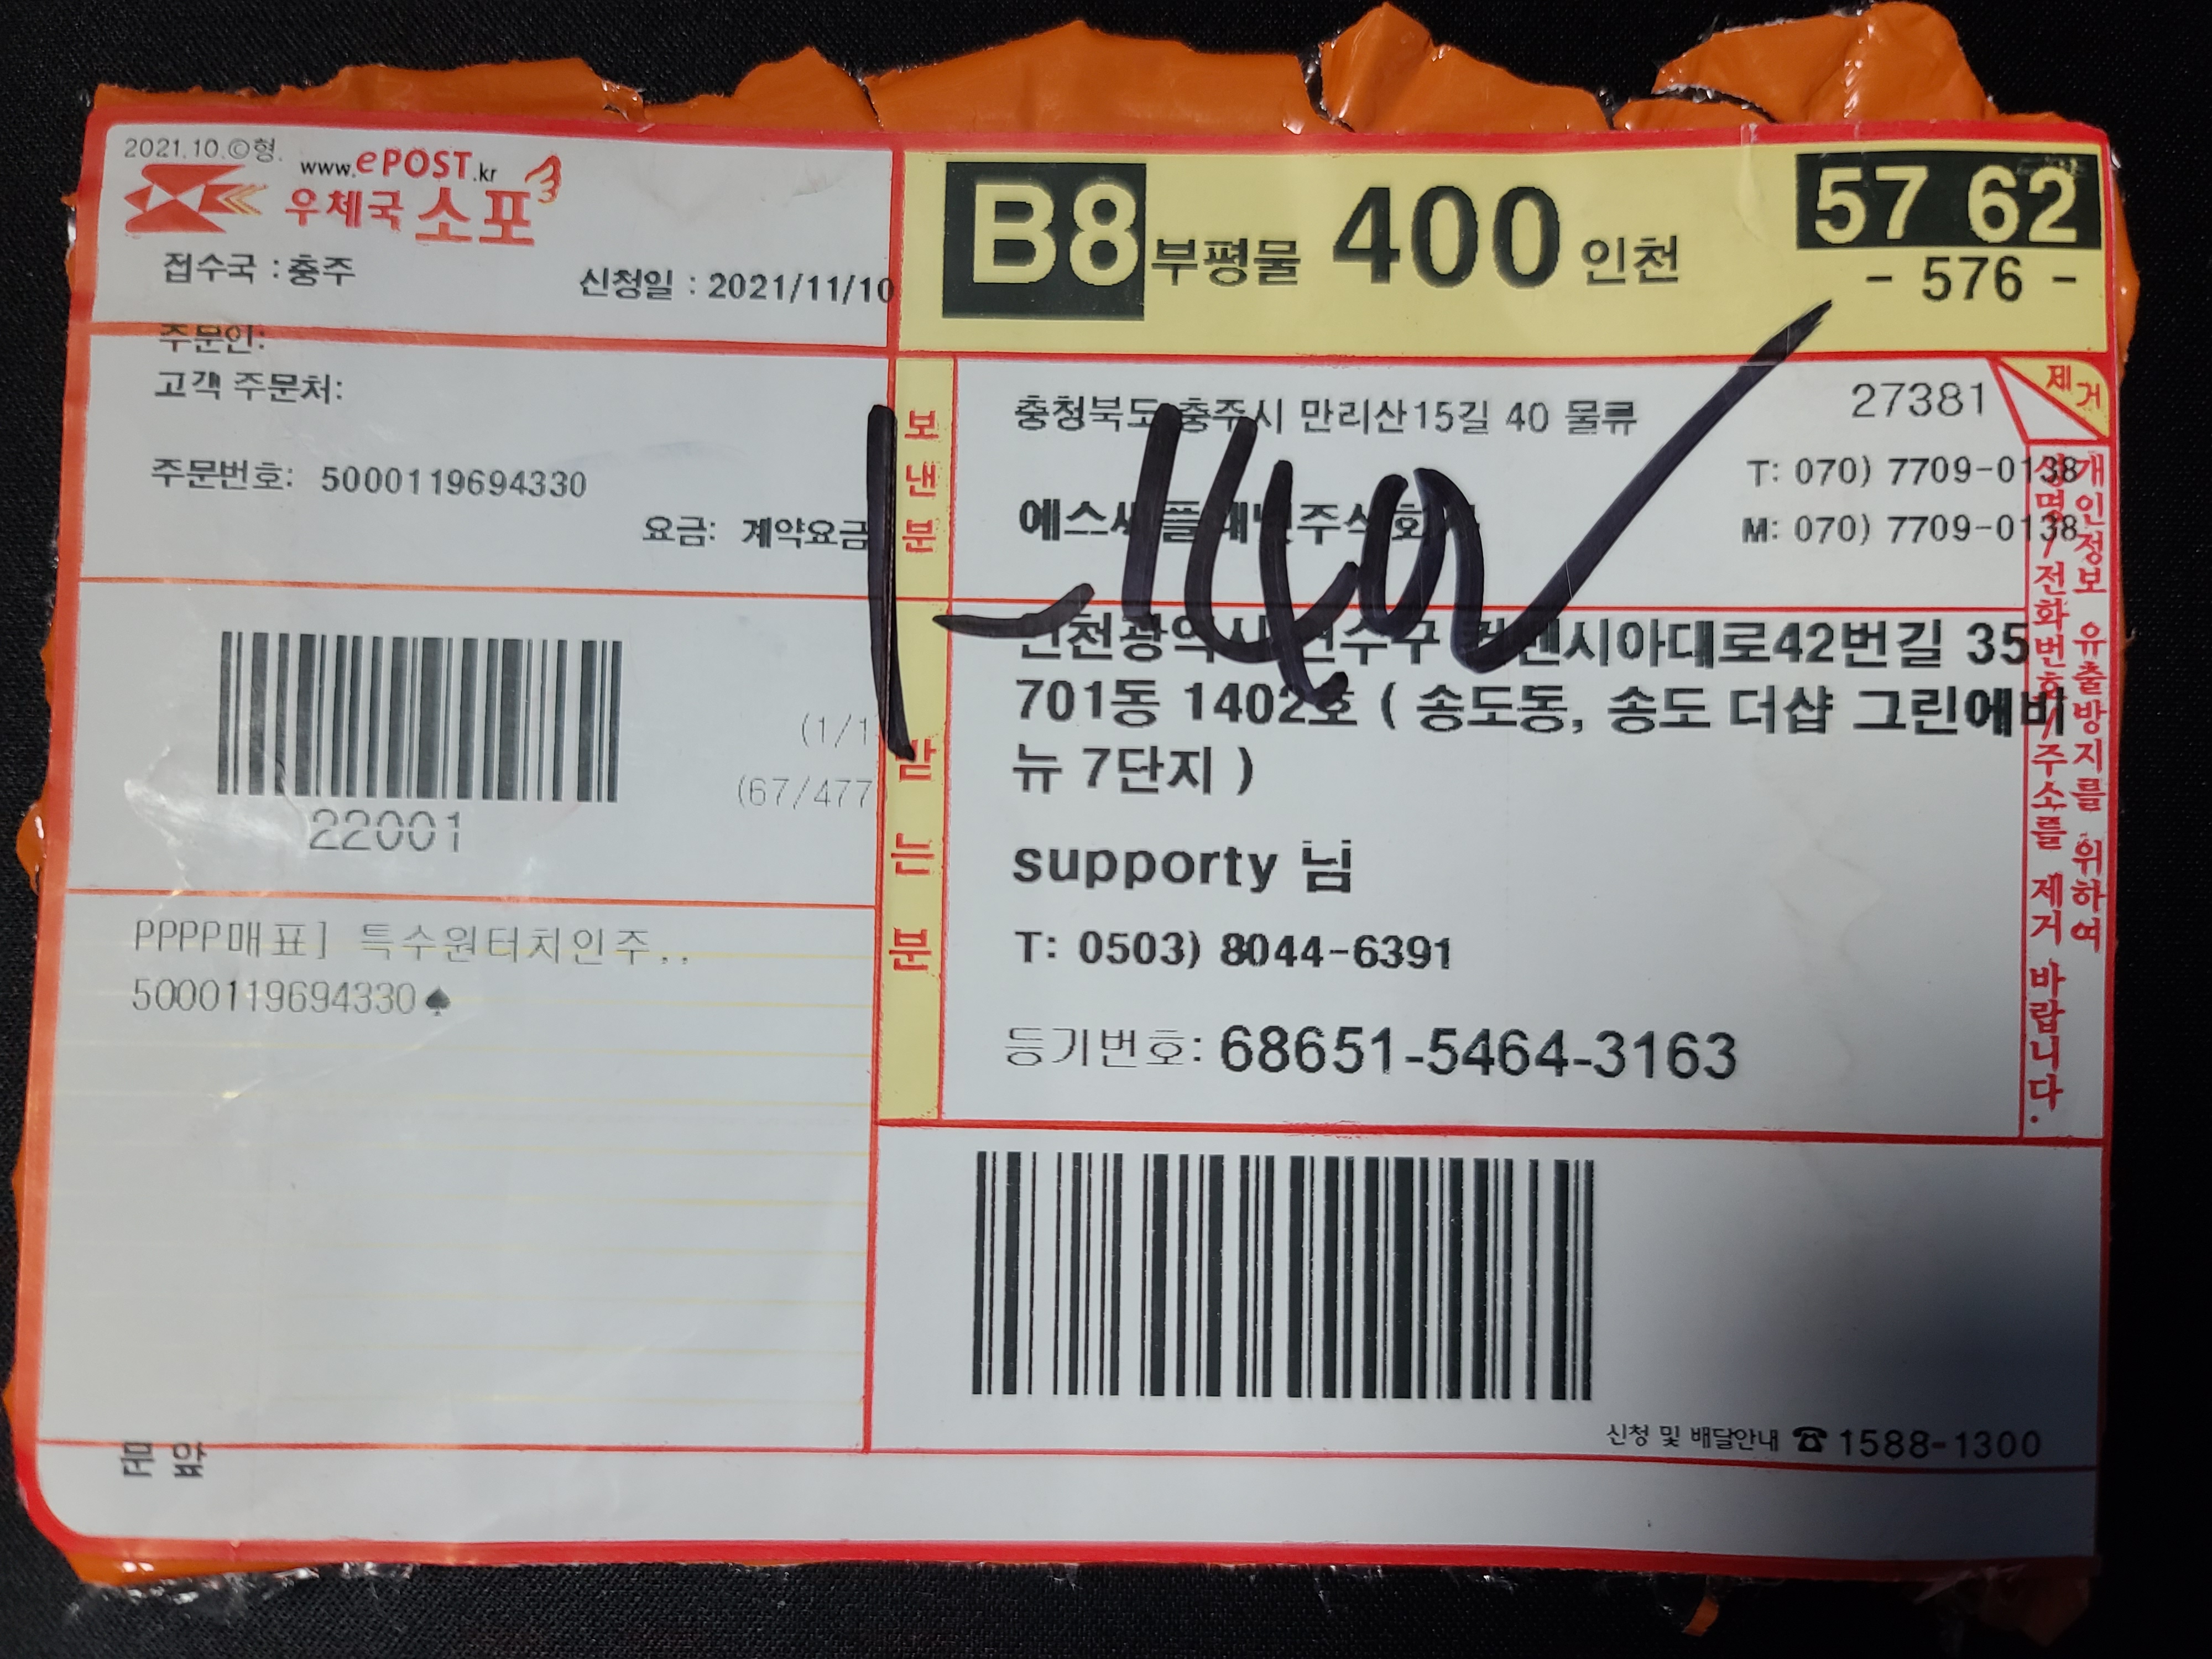 2021.10.©형.
www.ePOST.kr
우체국 소포
접수국 : 충주
신청일 : 2021/11/10
주문인:
고객 주문처:
주문번호: 5000119694330
요금: 계약요금
(1/1
(67/477
22001
PPPP매표] 특수원터치인주..
5000119694330♠
문 앞
B8 부평물 400 인천
57 62
- 576 -
보낸분
충청북도 충주시 만리산15길 40 물류
27381
T: 070) 7709-0138
에스씨플래닛주식회사
M: 070) 7709-0138
제거
개인정보 유출방지를 위하여
성명/전화번호/주소를 제거 바랍니다.
받는분
인천광역시 연수구 컨벤시아대로42번길 35
701동 1402호 ( 송도동, 송도 더샵 그린애비
뉴 7단지 )
supporty 님
T: 0503) 8044-6391
등기번호: 68651-5464-3163
신청 및 배달안내 ☎ 1588-1300